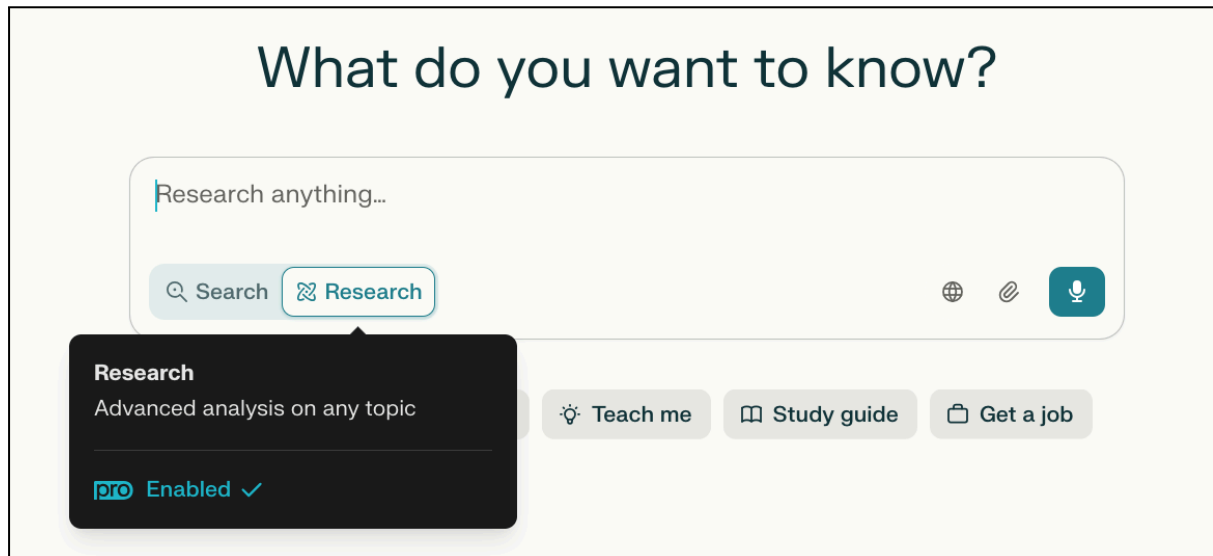 What do you want to know?
Research anything…
Search
Research
Research
Advanced analysis on any topic
pro Enabled
Teach me
Study guide
Get a job